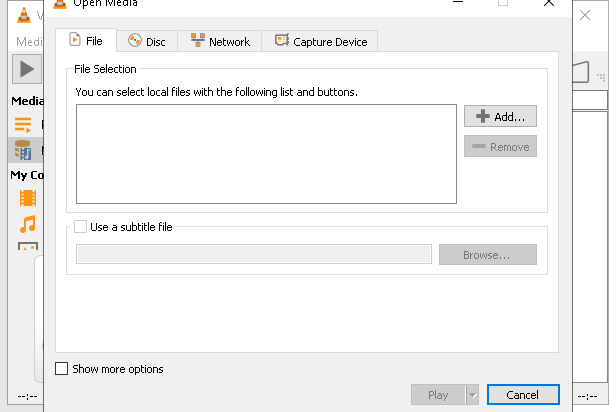 Open Media
V
Medi
File
Disc
Network
Capture Device
File Selection
You can select local files with the following list and buttons.
Add...
Remove
Use a subtitle file
Browse...
Show more options
Play
Cancel
Media
My Co
--:--
--:--